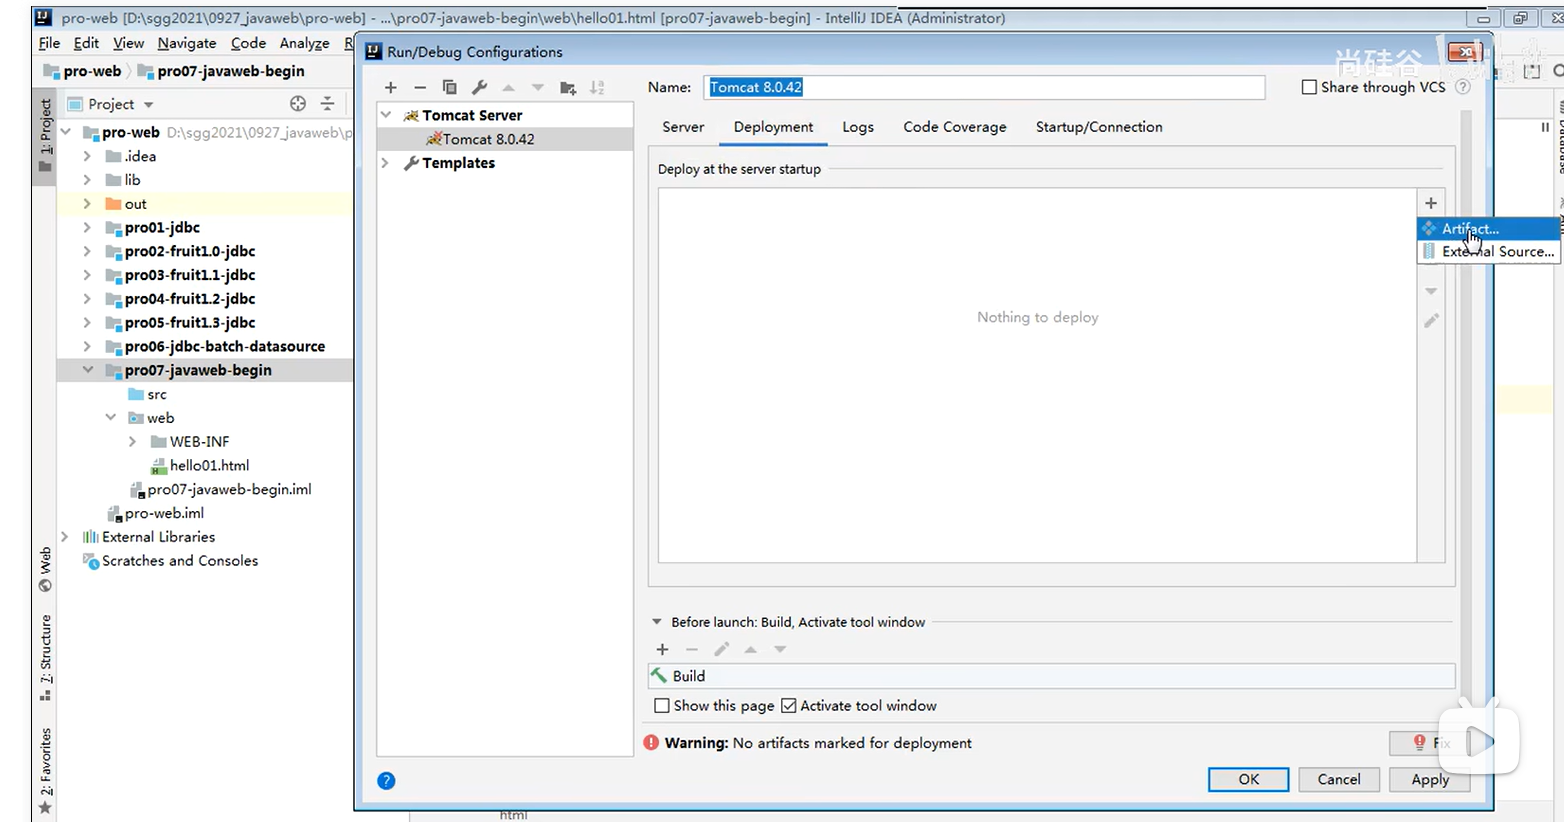 pro-web [D:\sgg2021\0927_javaweb\pro-web] - ...\pro07-javaweb-begin\web\hello01.html [pro07-javaweb-begin] - IntelliJ IDEA (Administrator)
File Edit View Navigate Code Analyze R
pro-web pro07-javaweb-begin
Project
1: Project
pro-web D:\sgg2021\0927_javaweb\p
.idea
lib
out
pro01-jdbc
pro02-fruit1.0-jdbc
pro03-fruit1.1-jdbc
pro04-fruit1.2-jdbc
pro05-fruit1.3-jdbc
pro06-jdbc-batch-datasource
pro07-javaweb-begin
src
web
WEB-INF
hello01.html
pro07-javaweb-begin.iml
pro-web.iml
External Libraries
Scratches and Consoles
Web
7: Structure
2: Favorites
Run/Debug Configurations
尚硅谷
Tomcat Server
Tomcat 8.0.42
Templates
Name: Tomcat 8.0.42
Share through VCS
Server Deployment Logs Code Coverage Startup/Connection
Deploy at the server startup
Artifact...
External Source...
Nothing to deploy
Before launch: Build, Activate tool window
Build
Show this page Activate tool window
Warning: No artifacts marked for deployment
Fix
OK Cancel Apply
html